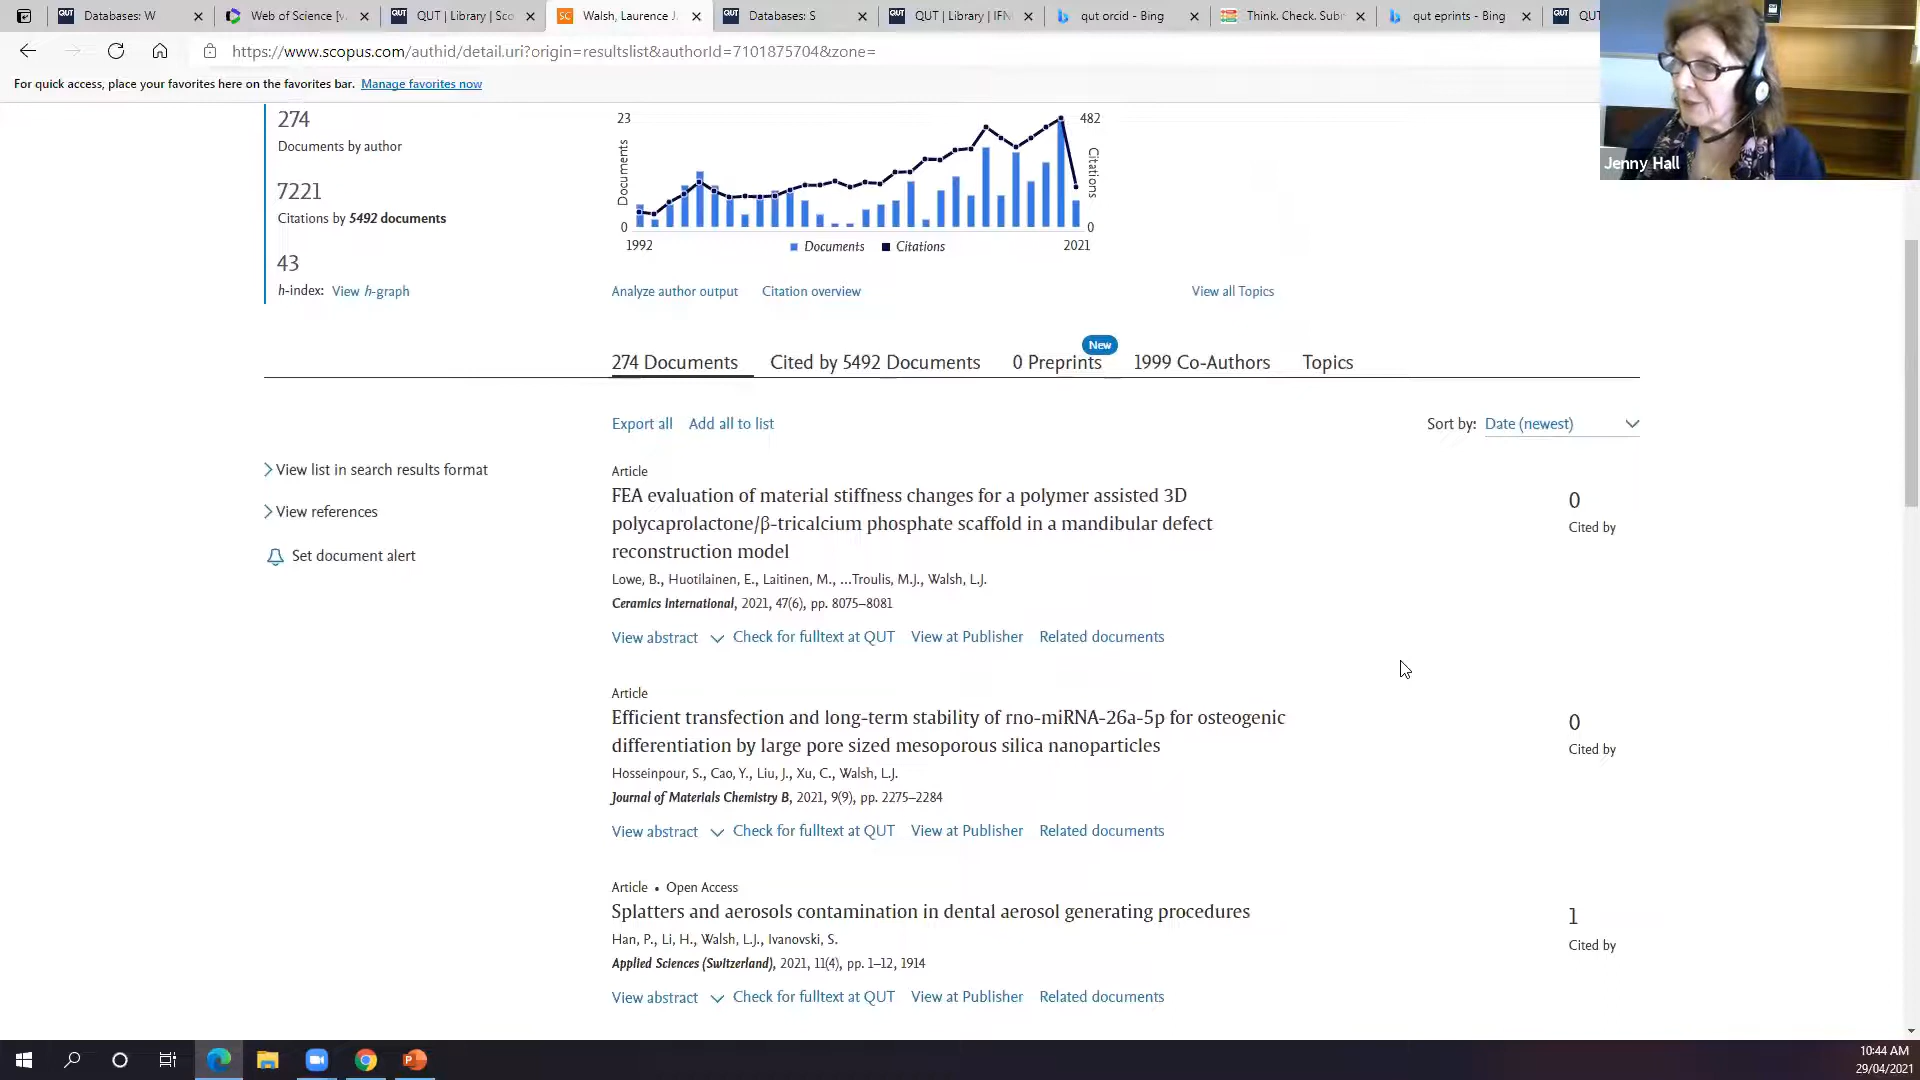 Databases: W
Web of Science [v.
QUT | Library | Sco
Walsh, Laurence J.
Databases: S
QUT | Library | IFN
qut orcid - Bing
Think. Check. Subm
qut eprints - Bing
QUT
https://www.scopus.com/authid/detail.uri?origin=resultslist&authorId=7101875704&zone=
For quick access, place your favorites here on the favorites bar. Manage favorites now
Jenny Hall
274
Documents by author
7221
Citations by 5492 documents
43
h-index: View h-graph
23
482
Documents
Citations
0
0
1992
2021
Documents Citations
Analyze author output Citation overview
View all Topics
New
274 Documents Cited by 5492 Documents 0 Preprints 1999 Co-Authors Topics
Export all Add all to list
Sort by: Date (newest)
View list in search results format
View references
Set document alert
Article
FEA evaluation of material stiffness changes for a polymer assisted 3D
polycaprolactone/β-tricalcium phosphate scaffold in a mandibular defect
reconstruction model
Lowe, B., Huotilainen, E., Laitinen, M., ...Troulis, M.J., Walsh, L.J.
Ceramics International, 2021, 47(6), pp. 8075–8081
0
Cited by
View abstract Check for fulltext at QUT View at Publisher Related documents
Article
Efficient transfection and long-term stability of rno-miRNA-26a-5p for osteogenic
differentiation by large pore sized mesoporous silica nanoparticles
Hosseinpour, S., Cao, Y., Liu, J., Xu, C., Walsh, L.J.
Journal of Materials Chemistry B, 2021, 9(9), pp. 2275–2284
0
Cited by
View abstract Check for fulltext at QUT View at Publisher Related documents
Article • Open Access
Splatters and aerosols contamination in dental aerosol generating procedures
Han, P., Li, H., Walsh, L.J., Ivanovski, S.
Applied Sciences (Switzerland), 2021, 11(4), pp. 1–12, 1914
1
Cited by
View abstract Check for fulltext at QUT View at Publisher Related documents
10:44 AM
29/04/2021